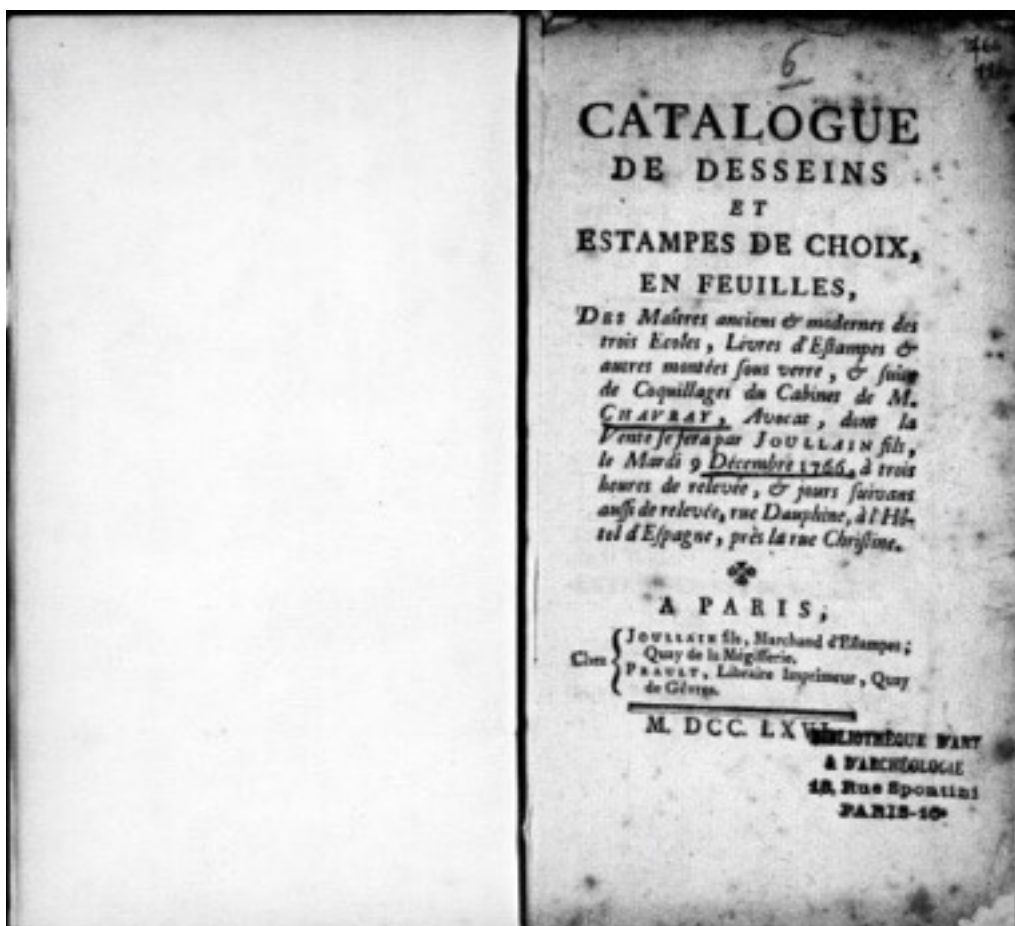 6
CATALOGUE
DE DESSEINS
ET
ESTAMPES DE CHOIX,
EN FEUILLES,
DES Maîtres anciens & modernes des
trois Ecoles, Livres d'Estampes &
autres montées sous verre, & suite
de Coquillages du Cabinet de M.
CHAVRAY, Avocat, dont la
Vente se fera par JOULLAIN fils,
le Mardi 9 Décembre 1766, à trois
heures de relevée, & jours suivant
aussi de relevée, rue Dauphine, à l'Hô-
tel d'Espagne, près la rue Christine.
A PARIS,
Chez
JOULLAIN fils, Marchand d'Estampes;
Quay de la Mégisserie.
PRAULT, Libraire Imprimeur, Quay
de Gêvres.
M. DCC. LXVI.
BIBLIOTHÈQUE D'ART
& D'ARCHÉOLOGIE
Rue Spontini
PARIS-16e